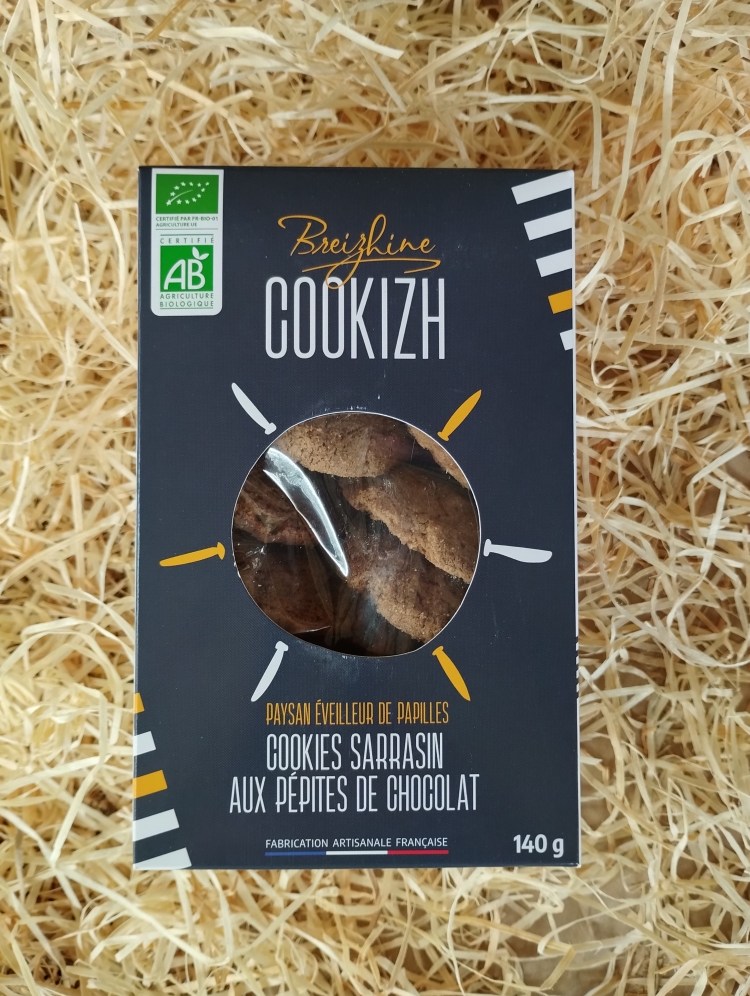 CERTIFIÉ PAR FR-BIO-01
AGRICULTURE UE
CERTIFIÉ
AB
AGRICULTURE
BIOLOGIQUE
Breizhine
COOKIZH
PAYSAN ÉVEILLEUR DE PAPILLES
COOKIES SARRASIN
AUX PÉPITES DE CHOCOLAT
FABRICATION ARTISANALE FRANÇAISE
140 g